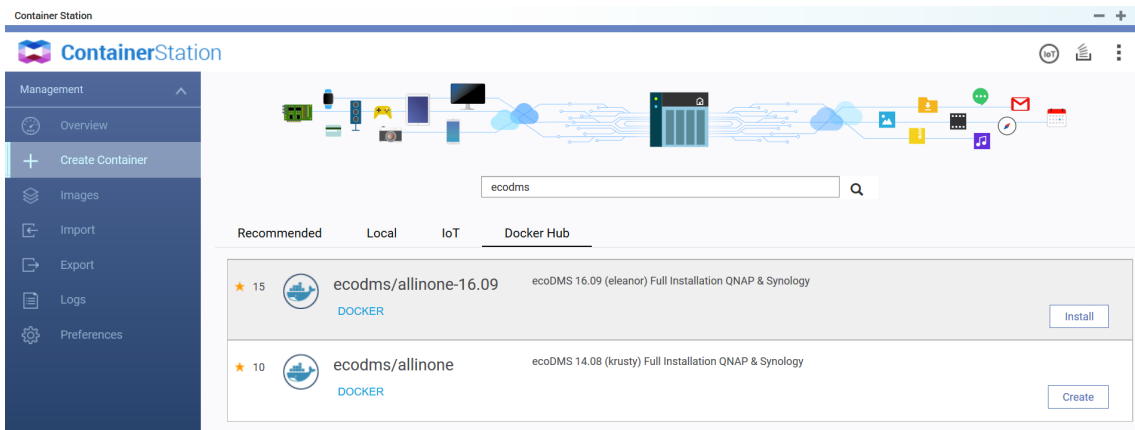 Container Station
ContainerStation
IoT
Management
Overview
Create Container
Images
Import
Export
Logs
Preferences
ecodms
Recommended Local IoT Docker Hub
15 ecodms/allinone-16.09 ecoDMS 16.09 (eleanor) Full Installation QNAP & Synology
DOCKER
Install
10 ecodms/allinone ecoDMS 14.08 (krusty) Full Installation QNAP & Synology
DOCKER
Create